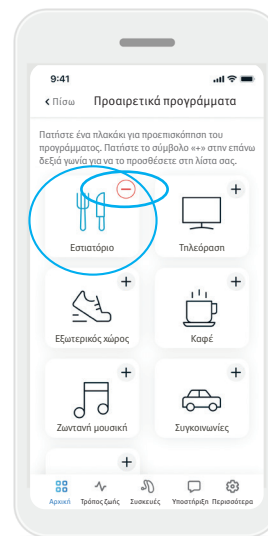 9:41
Πίσω Προαιρετικά προγράμματα
Πατήστε ένα πλακάκι για προεπισκόπηση του
προγράμματος. Πατήστε το σύμβολο «+» στην επάνω
δεξιά γωνία για να το προσθέσετε στη λίστα σας.
Εστιατόριο Τηλεόραση
Εξωτερικός χώρος Καφέ
Ζωντανή μουσική Συγκοινωνίες
Αρχική Τρόπος ζωής Συσκευές Υποστήριξη Περισσότερα